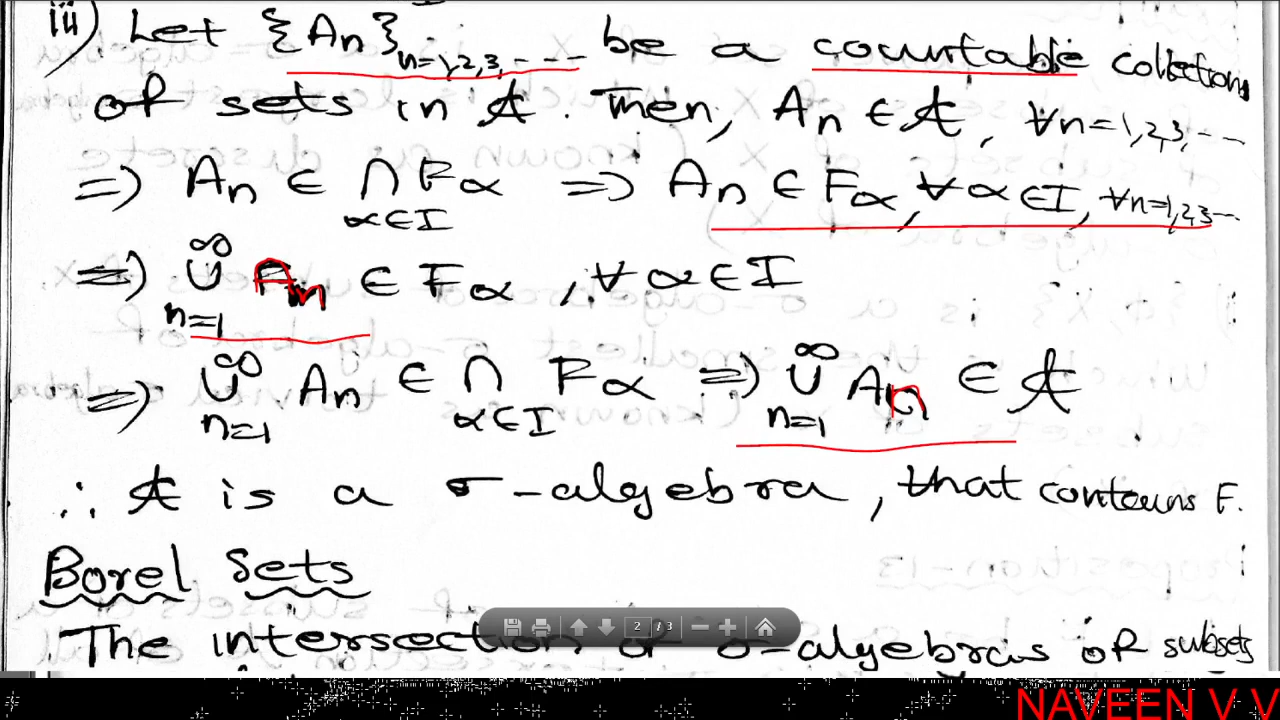 iii) Let {An}n=1,2,3,--- be a countable collection
of sets in 𝒜. Then, An ∈ 𝒜, ∀n=1,2,3,---
=> An ∈ ∩ Fα α∈I => An ∈ Fα, ∀α∈I, ∀n=1,2,3---
=> ∞∪n=1 An ∈ Fα, ∀α∈I
=> ∞∪n=1 An ∈ ∩ Fα α∈I => ∞∪n=1 An ∈ 𝒜
∴ 𝒜 is a σ-algebra, that contains F.
Borel Sets
The intersection of σ-algebras of subsets
2 / 3
NAVEEN V V